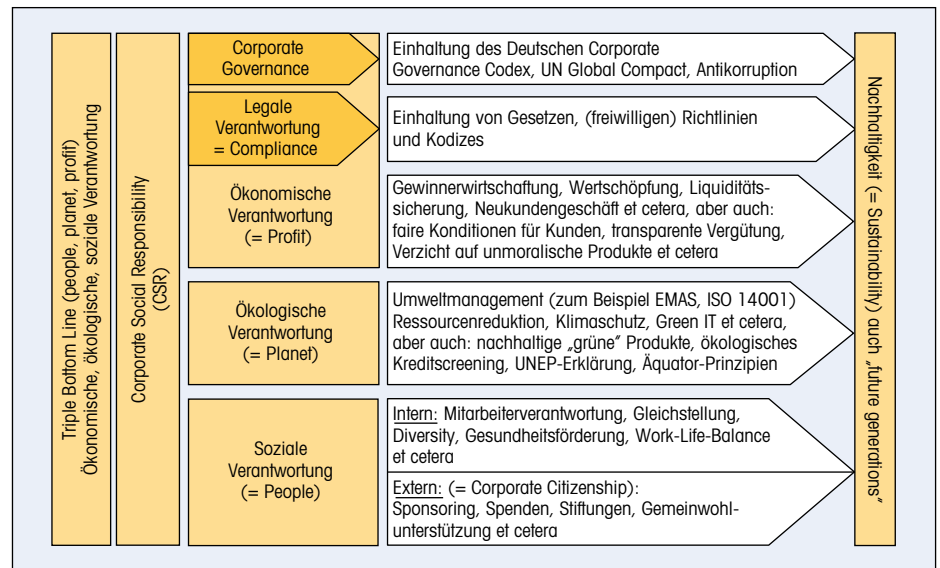 Triple Bottom Line (people, planet, profit)
Ökonomische, ökologische, soziale Verantwortung
Corporate Social Responsibility
(CSR)
Corporate
Governance
Einhaltung des Deutschen Corporate
Governance Codex, UN Global Compact, Antikorruption
Legale
Verantwortung
= Compliance
Einhaltung von Gesetzen, (freiwilligen) Richtlinien
und Kodizes
Ökonomische
Verantwortung
(= Profit)
Gewinnerwirtschaftung, Wertschöpfung, Liquiditäts-
sicherung, Neukundengeschäft et cetera, aber auch:
faire Konditionen für Kunden, transparente Vergütung,
Verzicht auf unmoralische Produkte et cetera
Ökologische
Verantwortung
(= Planet)
Umweltmanagement (zum Beispiel EMAS, ISO 14001)
Ressourcenreduktion, Klimaschutz, Green IT et cetera,
aber auch: nachhaltige „grüne“ Produkte, ökologisches
Kreditscreening, UNEP-Erklärung, Äquator-Prinzipien
Soziale
Verantwortung
(= People)
Intern: Mitarbeiterverantwortung, Gleichstellung,
Diversity, Gesundheitsförderung, Work-Life-Balance
et cetera
Extern: (= Corporate Citizenship):
Sponsoring, Spenden, Stiftungen, Gemeinwohl-
unterstützung et cetera
Nachhaltigkeit (= Sustainability) auch „future generations“